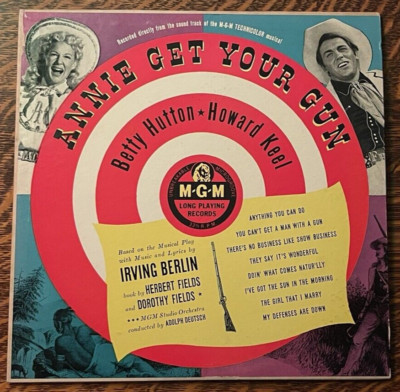 Recorded directly from the sound track of the M-G-M TECHNICOLOR musical
ANNIE GET YOUR GUN
Betty Hutton ★ Howard Keel
M-G-M
LONG PLAYING
RECORDS
Based on the Musical Play
with Music and Lyrics by
IRVING BERLIN
book by HERBERT FIELDS
and DOROTHY FIELDS ★
★ MGM Studio Orchestra
conducted by ADOLPH DEUTSCH
ANYTHING YOU CAN DO
YOU CAN'T GET A MAN WITH A GUN
THERE'S NO BUSINESS LIKE SHOW BUSINESS
THEY SAY IT'S WONDERFUL
DOIN' WHAT COMES NATUR'LLY
I'VE GOT THE SUN IN THE MORNING
THE GIRL THAT I MARRY
MY DEFENSES ARE DOWN